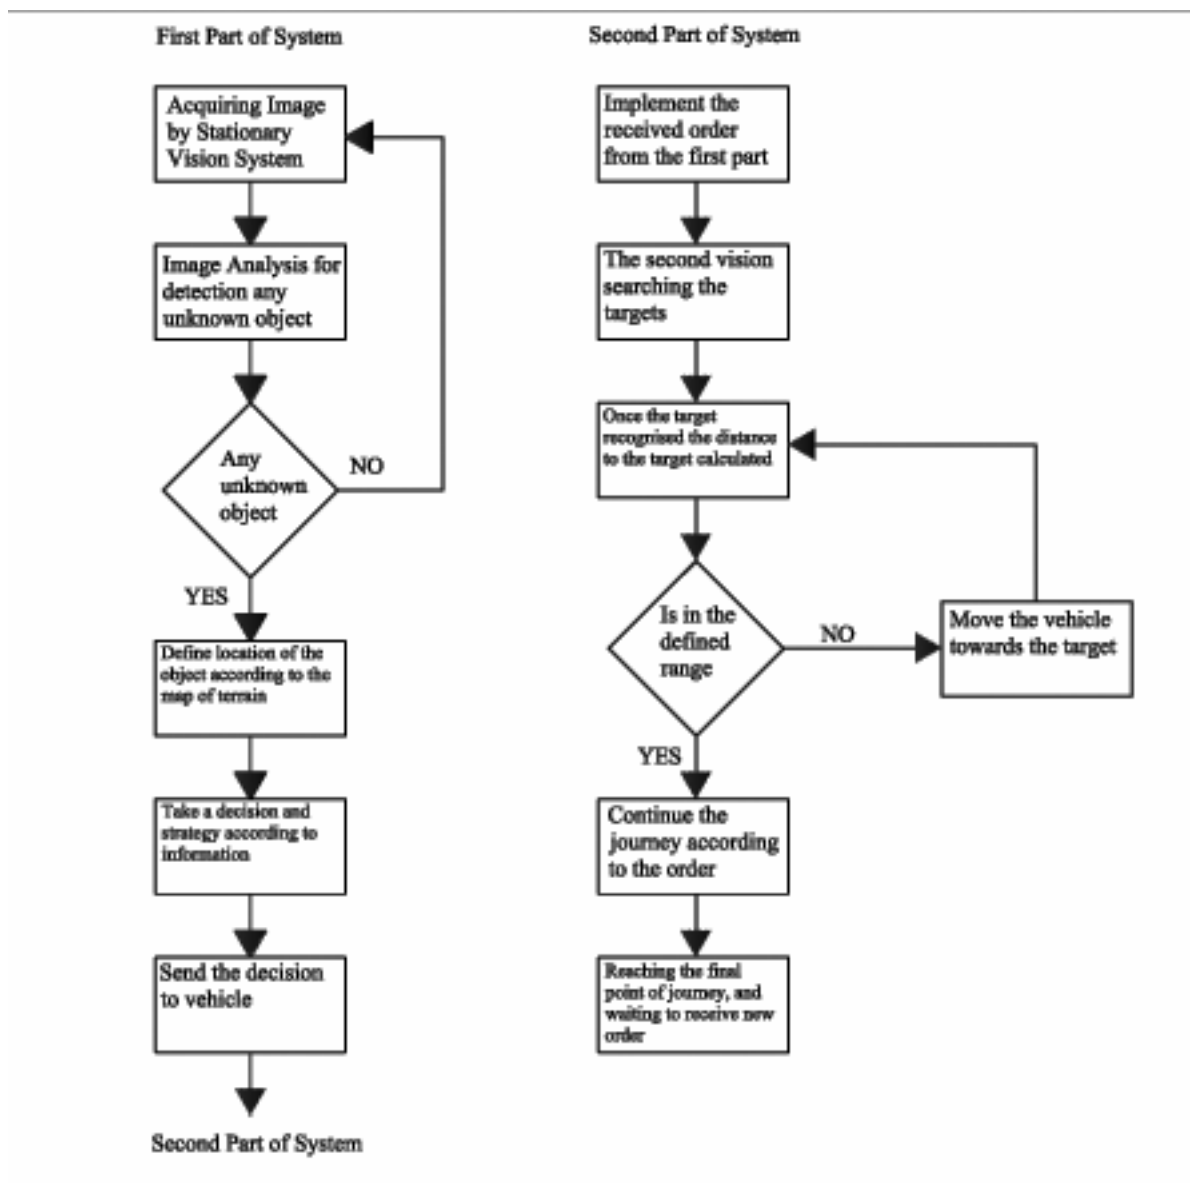 First Part of System
Acquiring Image
by Stationary
Vision System
Image Analysis for
detection any
unknown object
Any
unknown
object
NO
YES
Define location of the
object according to the
map of terrain
Take a decision and
strategy according to
information
Send the decision
to vehicle
Second Part of System
Second Part of System
Implement the
received order
from the first part
The second vision
searching the
targets
Once the target
recognised the distance
to the target calculated
Is in the
defined
range
NO
Move the vehicle
towards the target
YES
Continue the
journey according
to the order
Reaching the final
point of journey, and
waiting to receive new
order